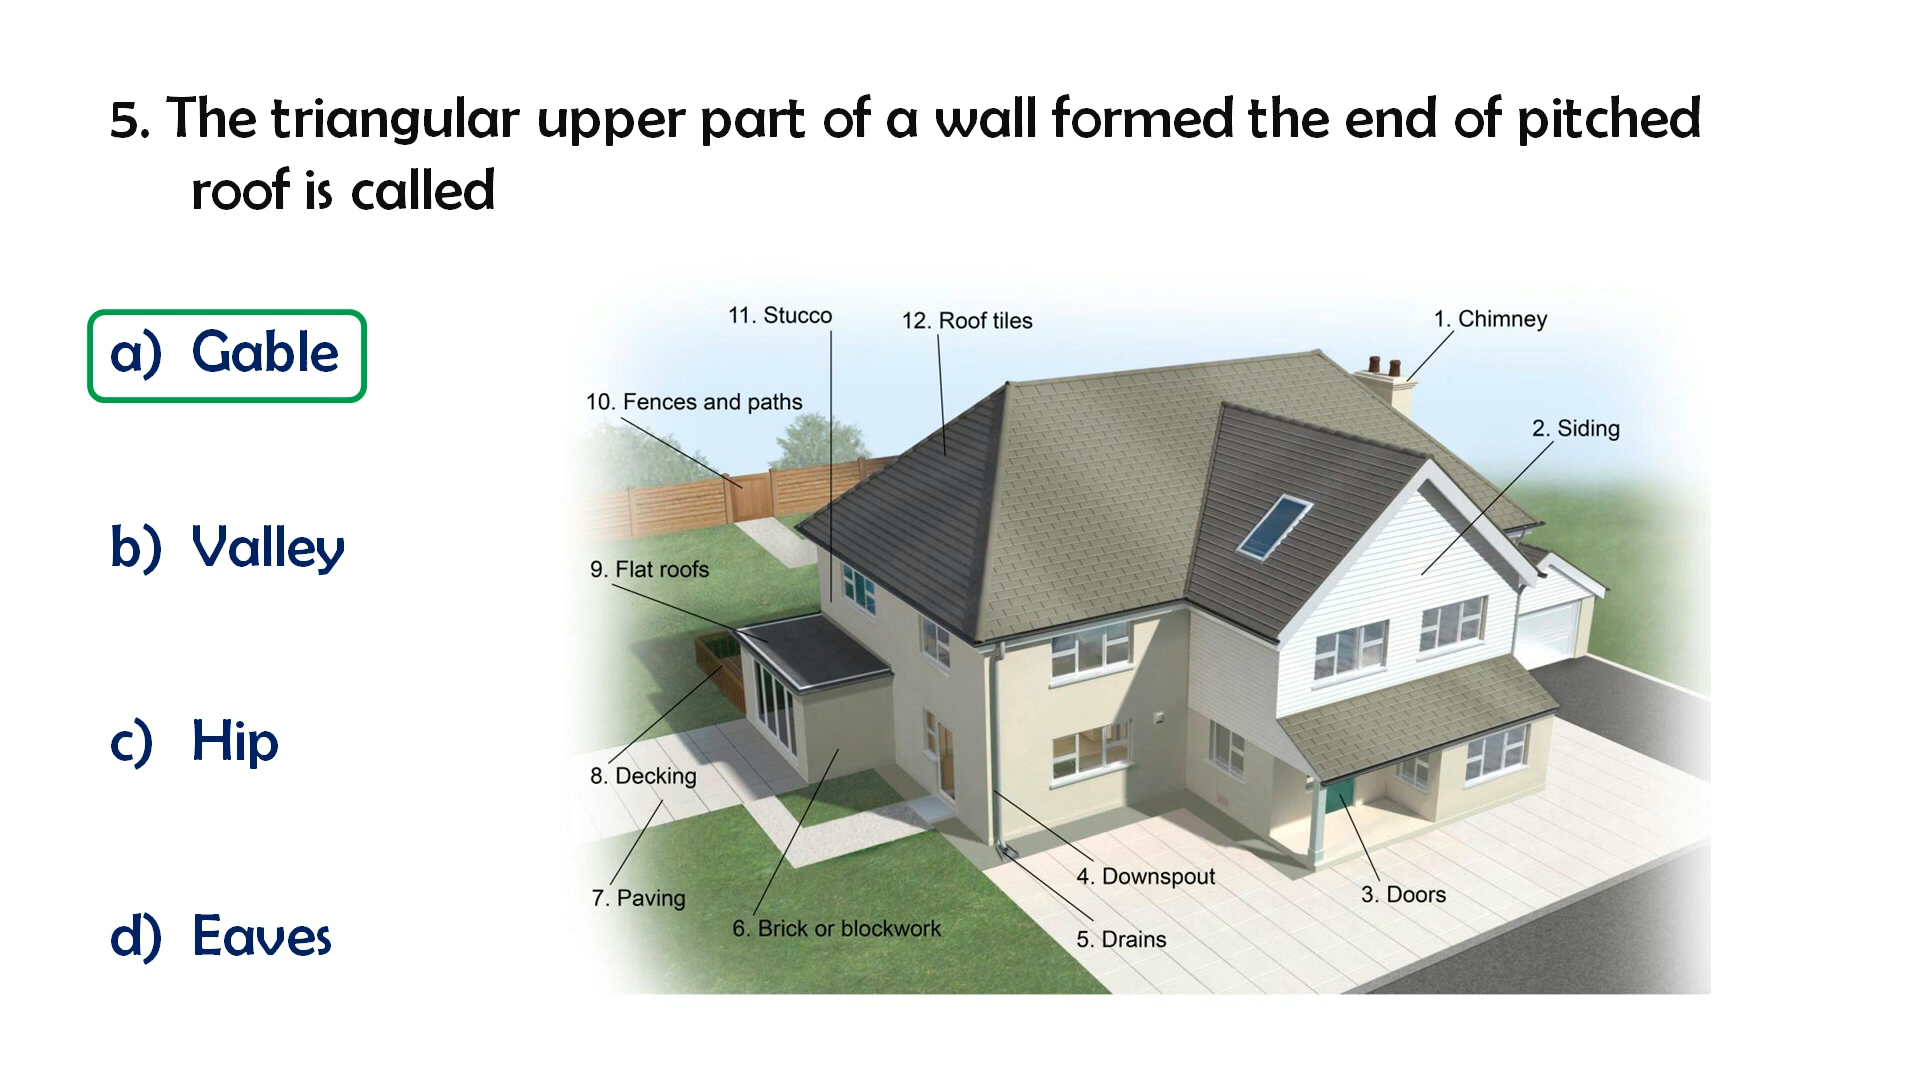 5. The triangular upper part of a wall formed the end of pitched
roof is called
a) Gable
b) Valley
c) Hip
d) Eaves
11. Stucco
12. Roof tiles
1. Chimney
10. Fences and paths
2. Siding
9. Flat roofs
8. Decking
7. Paving
6. Brick or blockwork
4. Downspout
5. Drains
3. Doors